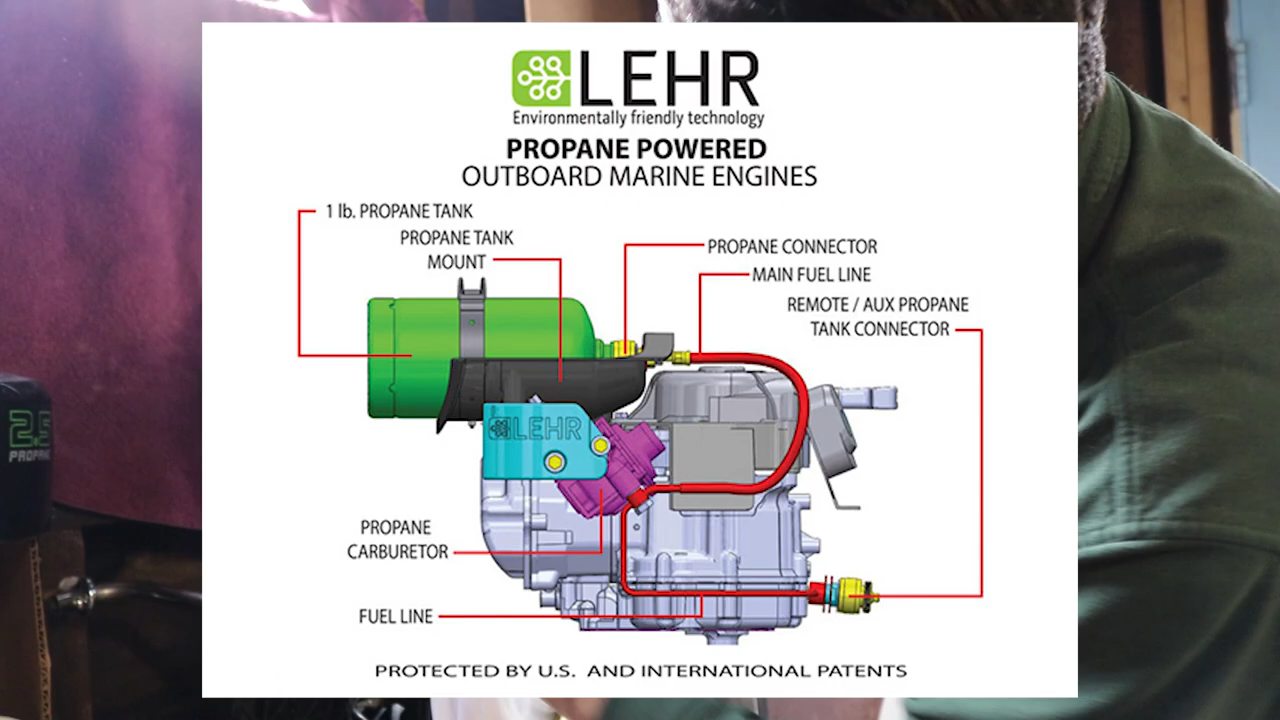 LEHR
Environmentally friendly technology
PROPANE POWERED
OUTBOARD MARINE ENGINES
1 lb. PROPANE TANK
PROPANE TANK
MOUNT
PROPANE CONNECTOR
MAIN FUEL LINE
REMOTE / AUX PROPANE
TANK CONNECTOR
LEHR
2.5
PROPANE
PROPANE
CARBURETOR
FUEL LINE
PROTECTED BY U.S. AND INTERNATIONAL PATENTS